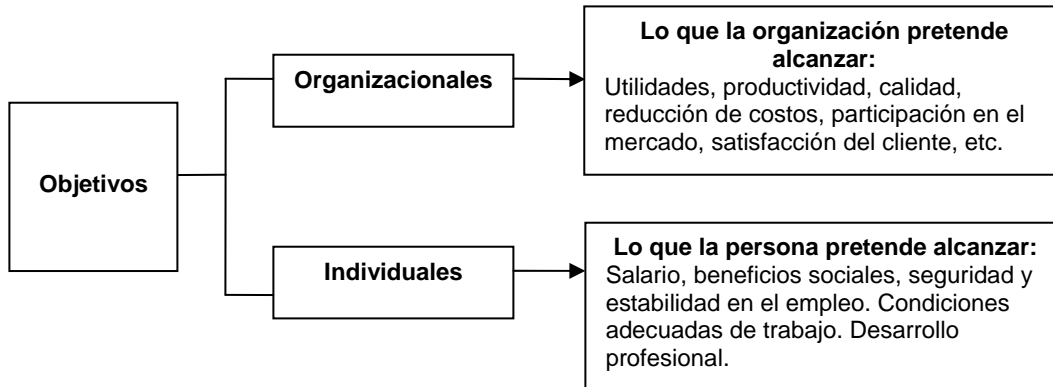 Objetivos
Organizacionales
Lo que la organización pretende
alcanzar:
Utilidades, productividad, calidad,
reducción de costos, participación en el
mercado, satisfacción del cliente, etc.
Individuales
Lo que la persona pretende alcanzar:
Salario, beneficios sociales, seguridad y
estabilidad en el empleo. Condiciones
adecuadas de trabajo. Desarrollo
profesional.